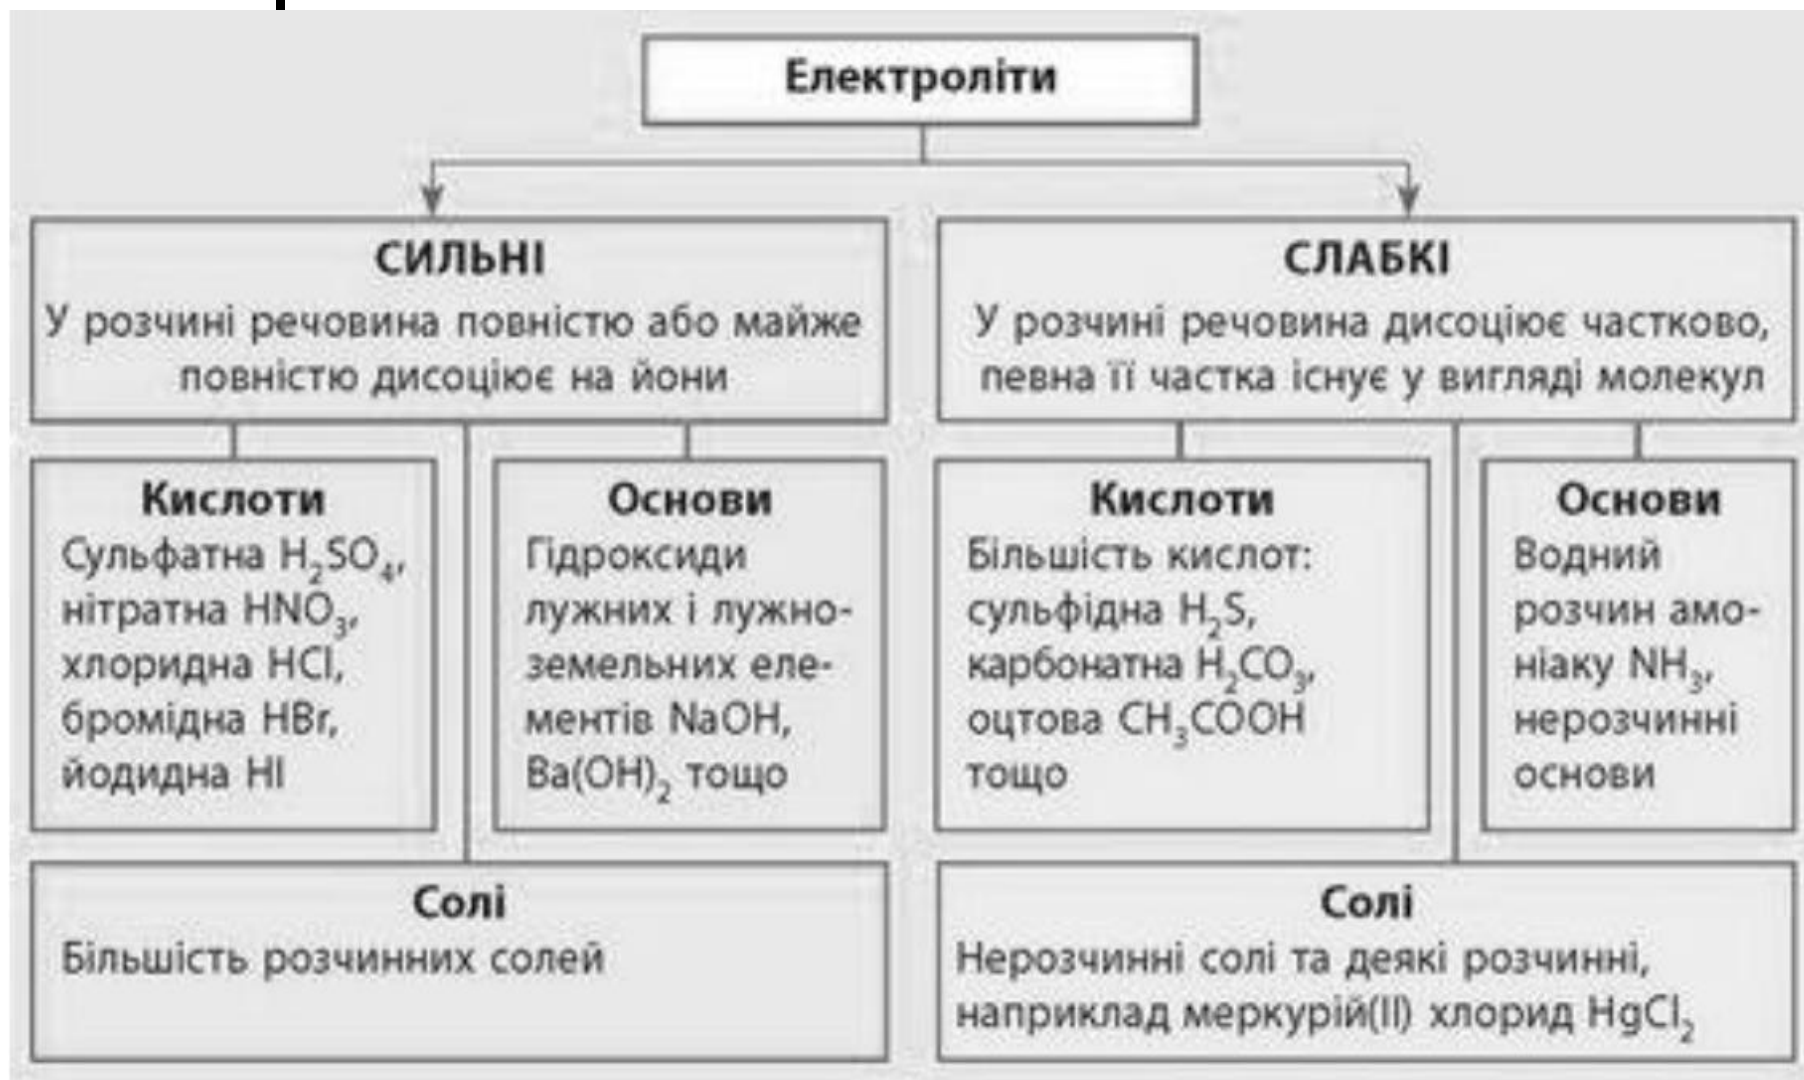 Електроліти
СИЛЬНІ
У розчині речовина повністю або майже
повністю дисоціює на йони
СЛАБКІ
У розчині речовина дисоціює частково,
певна її частка існує у вигляді молекул
Кислоти
Сульфатна H₂SO₄,
нітратна HNO₃,
хлоридна HCl,
бромідна HBr,
йодидна HI
Основи
Гідроксиди
лужних і лужно-
земельних еле-
ментів NaOH,
Ba(OH)₂ тощо
Кислоти
Більшість кислот:
сульфідна H₂S,
карбонатна H₂CO₃,
оцтова CH₃COOH
тощо
Основи
Водний
розчин амо-
ніаку NH₃,
нерозчинні
основи
Солі
Більшість розчинних солей
Солі
Нерозчинні солі та деякі розчинні,
наприклад меркурій(II) хлорид HgCl₂